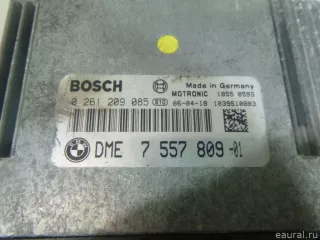 BOSCH
Made in Germany
MOTRONIC
0 261 209 085
06-04-18
DME 7 557 809 -01
eaural.ru